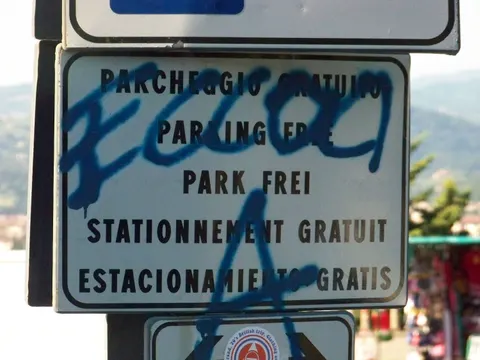 PARCHEGGIO GRATUITO
PARKING FREE
PARK FREI
STATIONNEMENT GRATUIT
ESTACIONAMIENTO GRATIS